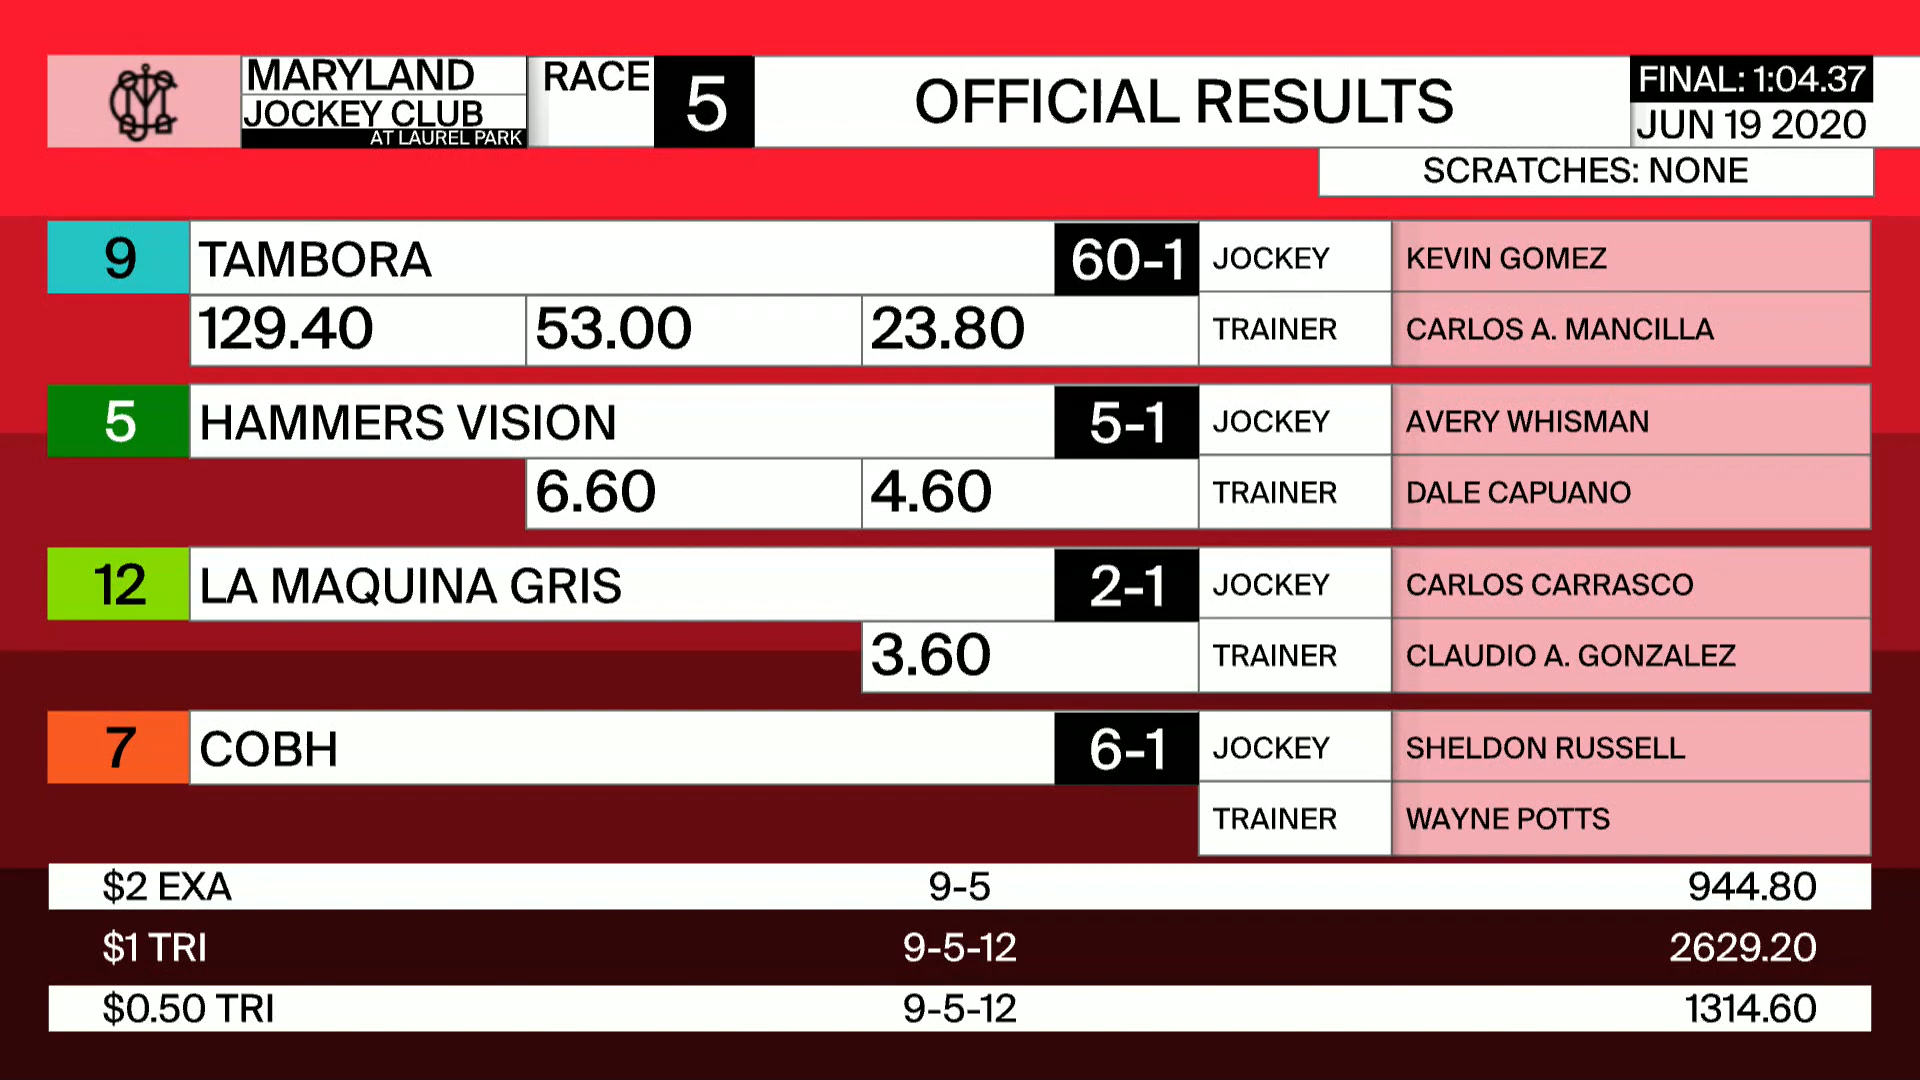 MARYLAND
JOCKEY CLUB
AT LAUREL PARK
RACE 5
OFFICIAL RESULTS
FINAL: 1:04.37
JUN 19 2020
SCRATCHES: NONE
9 TAMBORA 60-1 JOCKEY KEVIN GOMEZ
129.40 53.00 23.80 TRAINER CARLOS A. MANCILLA
5 HAMMERS VISION 5-1 JOCKEY AVERY WHISMAN
6.60 4.60 TRAINER DALE CAPUANO
12 LA MAQUINA GRIS 2-1 JOCKEY CARLOS CARRASCO
3.60 TRAINER CLAUDIO A. GONZALEZ
7 COBH 6-1 JOCKEY SHELDON RUSSELL
TRAINER WAYNE POTTS
$2 EXA 9-5 944.80
$1 TRI 9-5-12 2629.20
$0.50 TRI 9-5-12 1314.60